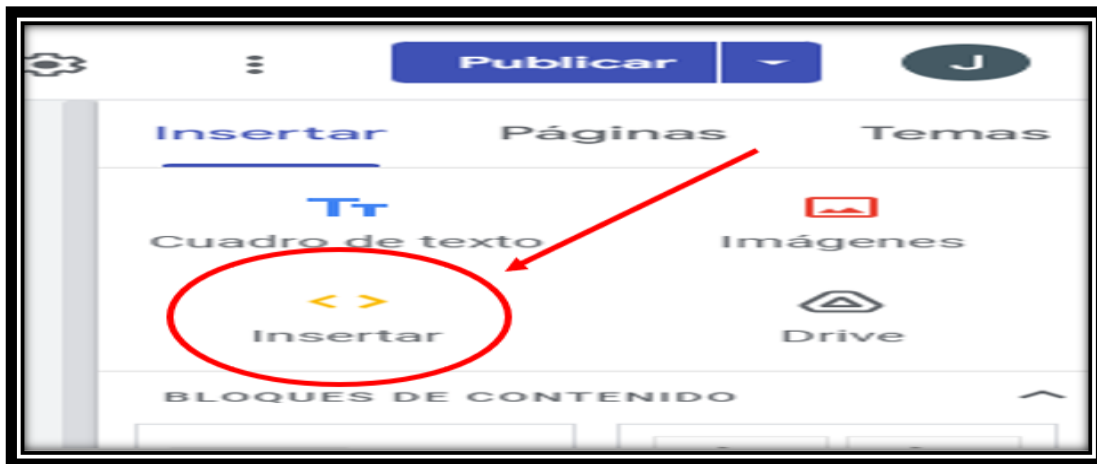 Publicar
J
Insertar Páginas Temas
Tт
Cuadro de texto Imágenes
< >
Insertar Drive
BLOQUES DE CONTENIDO